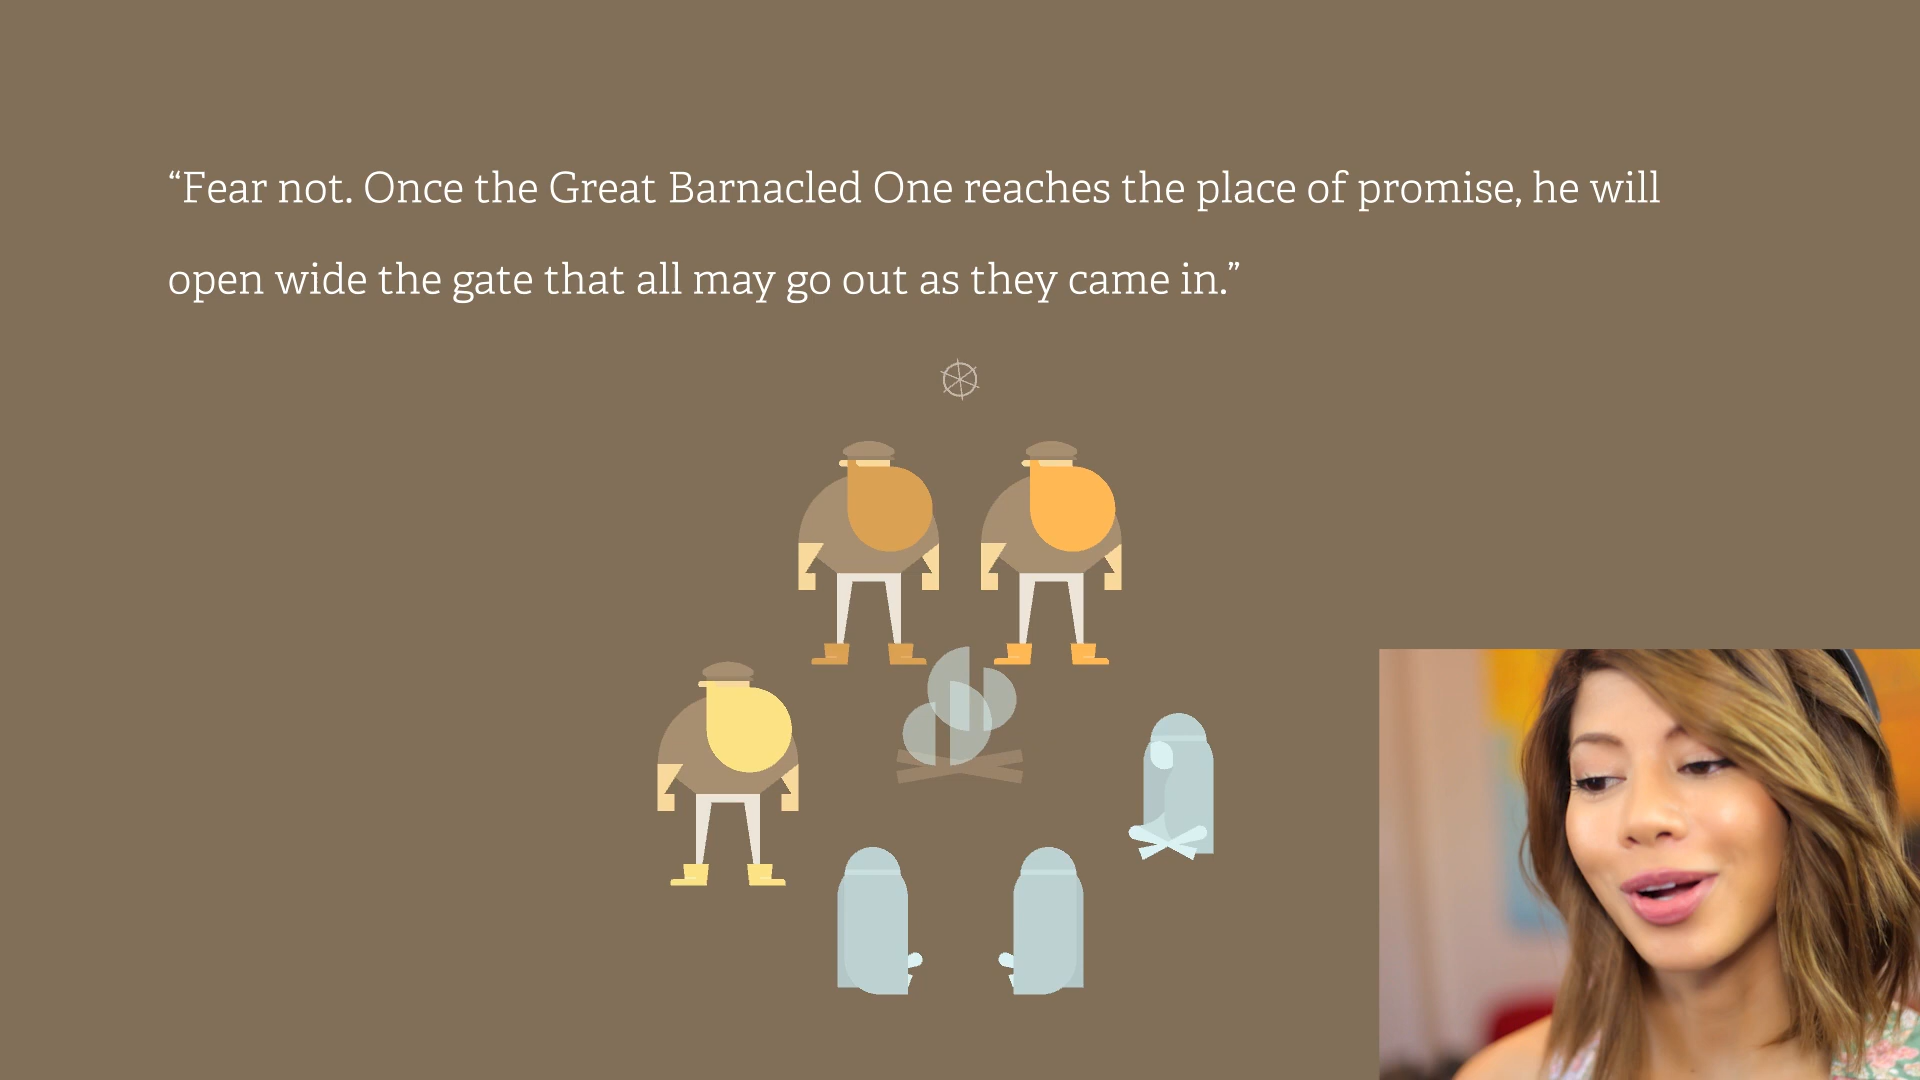 “Fear not. Once the Great Barnacled One reaches the place of promise, he will
open wide the gate that all may go out as they came in.”